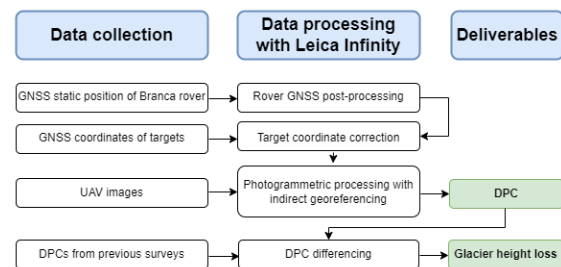 Data collection
Data processing
with Leica Infinity
Deliverables
GNSS static position of Branca rover
Rover GNSS post-processing
GNSS coordinates of targets
Target coordinate correction
UAV images
Photogrammetric processing with
indirect georeferencing
DPC
DPCs from previous surveys
DPC differencing
Glacier height loss